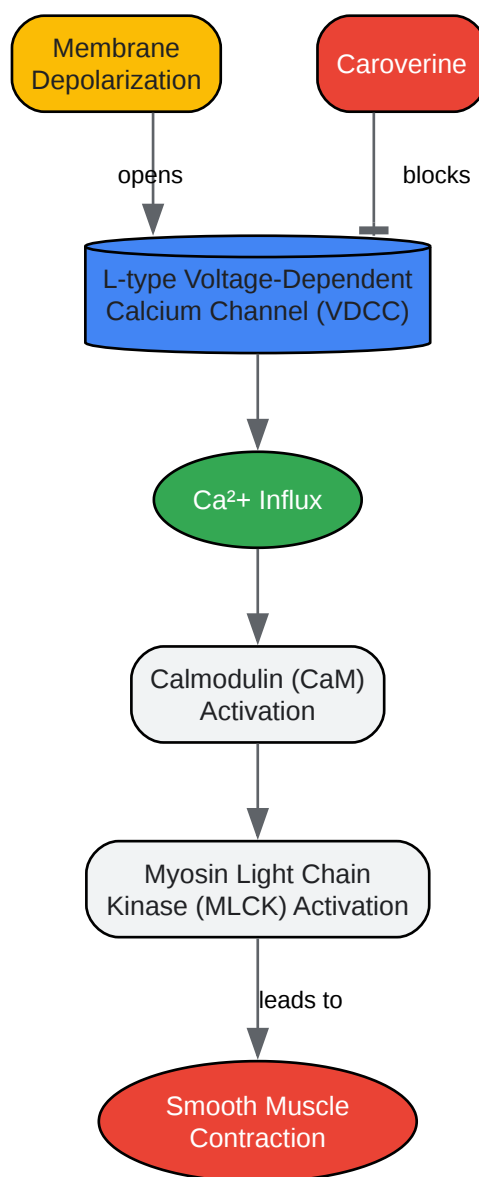 Membrane
Depolarization
Caroverine
opens
blocks
L-type Voltage-Dependent
Calcium Channel (VDCC)
Ca²+ Influx
Calmodulin (CaM)
Activation
Myosin Light Chain
Kinase (MLCK) Activation
leads to
Smooth Muscle
Contraction